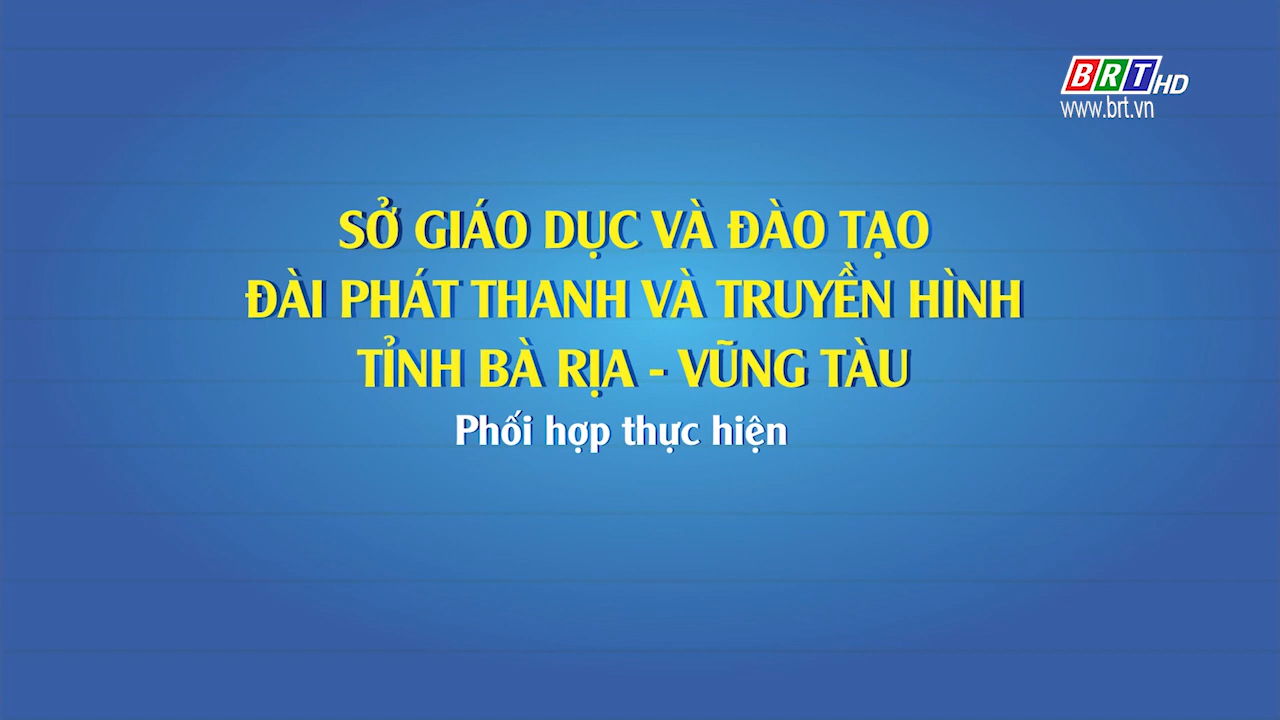 BRT HD
www.brt.vn
SỞ GIÁO DỤC VÀ ĐÀO TẠO
ĐÀI PHÁT THANH VÀ TRUYỀN HÌNH
TỈNH BÀ RỊA - VŨNG TÀU
Phối hợp thực hiện